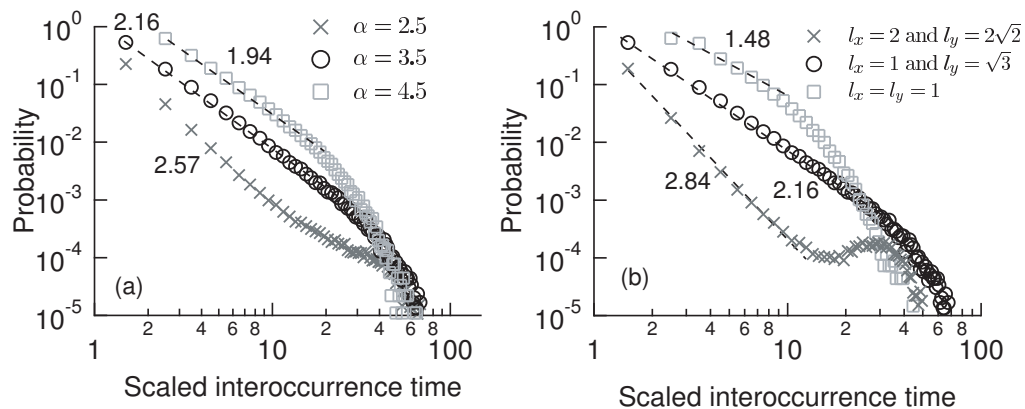 10^0
10^-1
10^-2
10^-3
10^-4
10^-5
Probability
2.16
1.94
2.57
α = 2.5
α = 3.5
α = 4.5
(a)
2 4 6 8 2 4 6 8
1 10 100
Scaled interoccurrence time
10^0
10^-1
10^-2
10^-3
10^-4
10^-5
Probability
1.48
2.84
2.16
l_x = 2 and l_y = 2√2
l_x = 1 and l_y = √3
l_x = l_y = 1
(b)
2 4 6 8 2 4 6 8
1 10 100
Scaled interoccurrence time